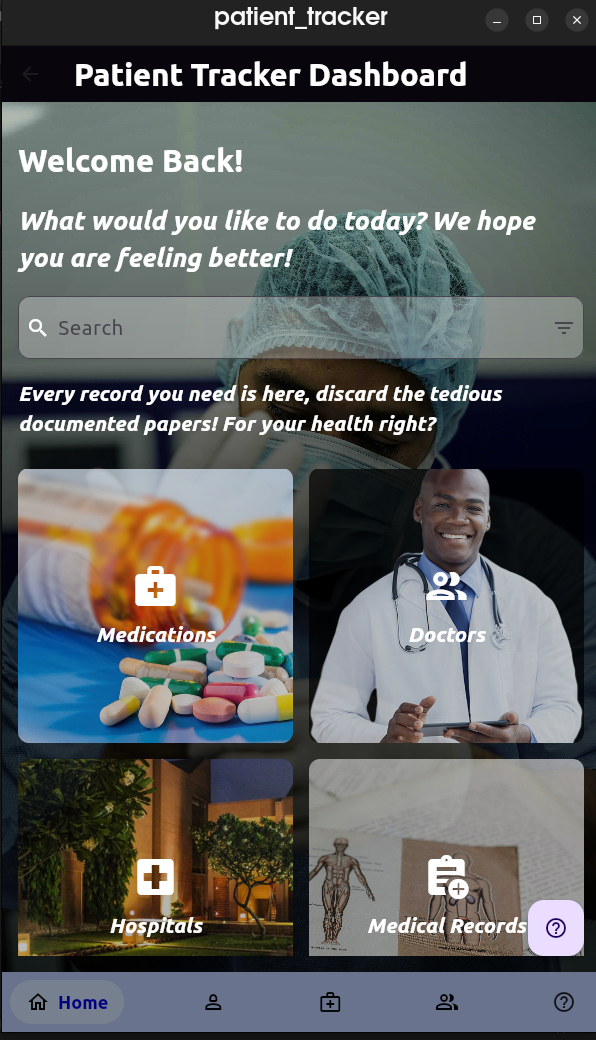 patient_tracker
Patient Tracker Dashboard
Welcome Back!
What would you like to do today? We hope
you are feeling better!
Search
Every record you need is here, discard the tedious
documented papers! For your health right?
Medications
Doctors
Hospitals
Medical Records
Home